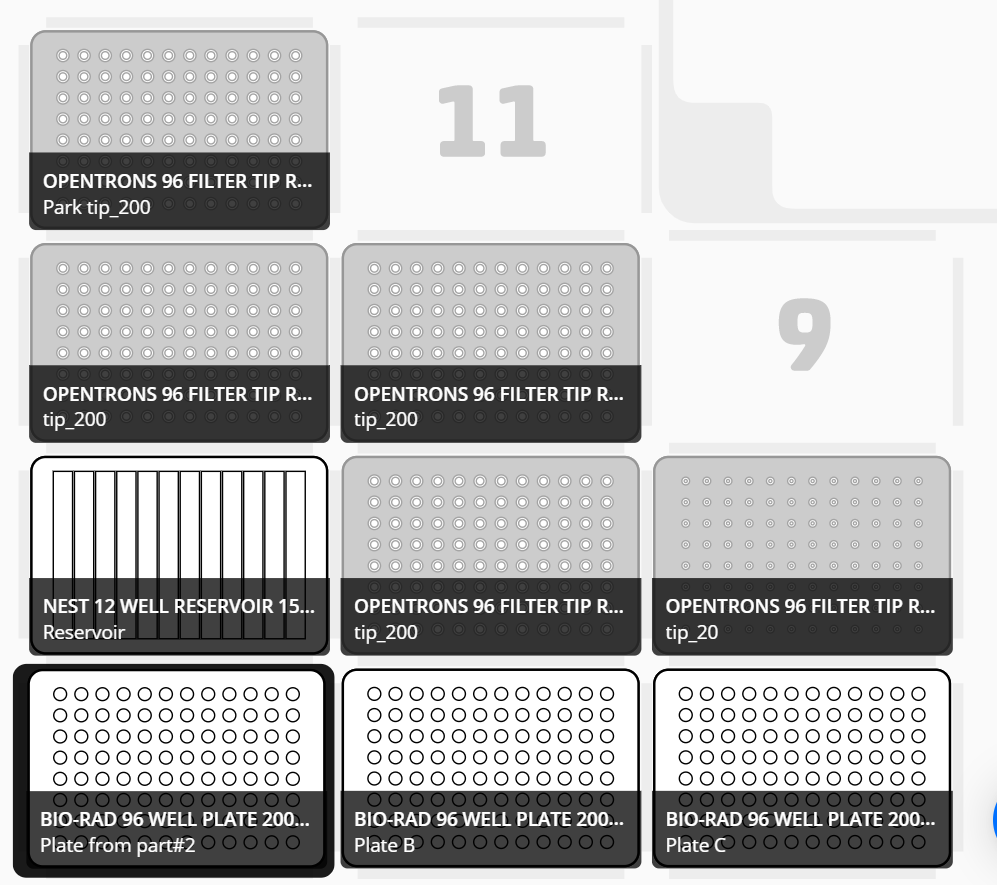 OPENTRONS 96 FILTER TIP R...
Park tip_200
11
OPENTRONS 96 FILTER TIP R...
tip_200
OPENTRONS 96 FILTER TIP R...
tip_200
9
NEST 12 WELL RESERVOIR 15...
Reservoir
OPENTRONS 96 FILTER TIP R...
tip_200
OPENTRONS 96 FILTER TIP R...
tip_20
BIO-RAD 96 WELL PLATE 200...
Plate from part#2
BIO-RAD 96 WELL PLATE 200...
Plate B
BIO-RAD 96 WELL PLATE 200...
Plate C